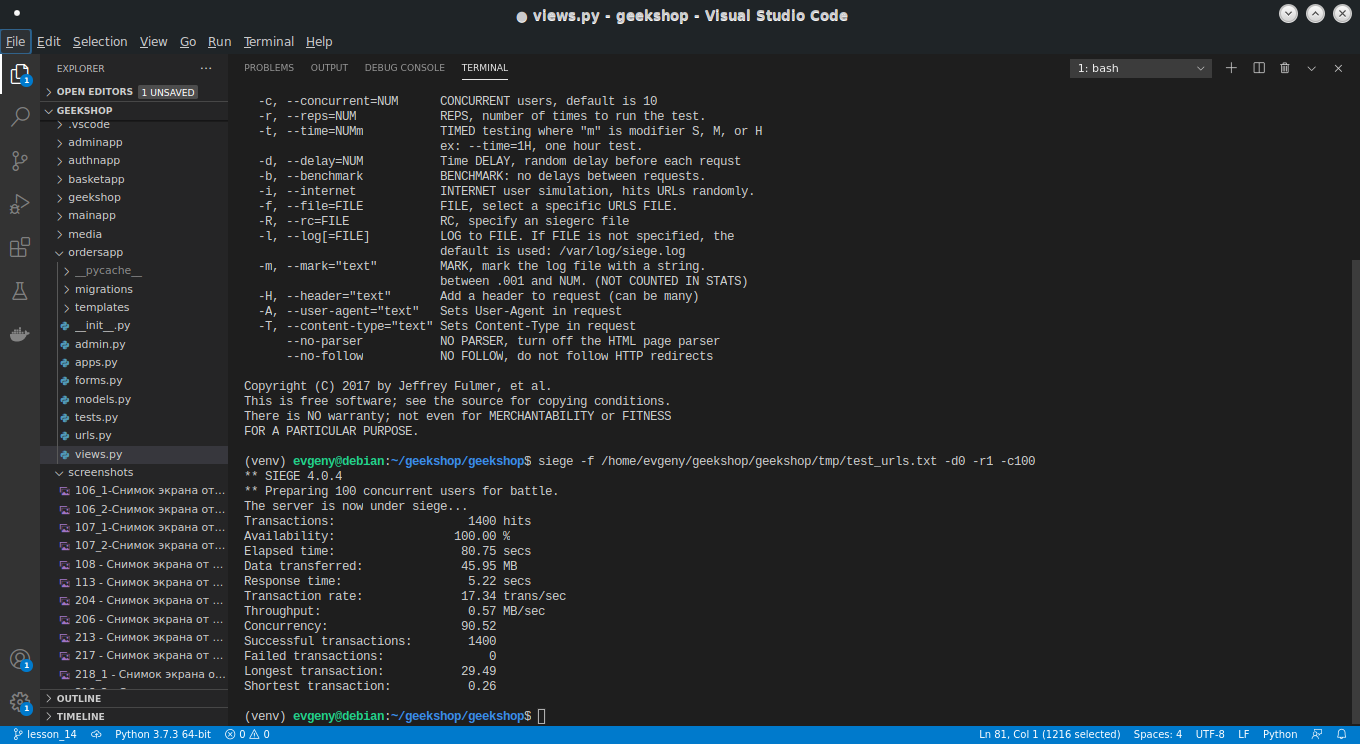 ● views.py - geekshop - Visual Studio Code
File Edit Selection View Go Run Terminal Help
EXPLORER ...
OPEN EDITORS 1 UNSAVED
GEEKSHOP
.vscode
adminapp
authnapp
basketapp
geekshop
mainapp
media
ordersapp
__pycache__
migrations
templates
__init__.py
admin.py
apps.py
forms.py
models.py
tests.py
urls.py
views.py
screenshots
106_1-Снимок экрана от...
106_2-Снимок экрана от...
107_1-Снимок экрана от...
107_2-Снимок экрана от...
108 - Снимок экрана от ...
113 - Снимок экрана от ...
204 - Снимок экрана от ...
206 - Снимок экрана от ...
213 - Снимок экрана от ...
217 - Снимок экрана от ...
218_1 - Снимок экрана о...
OUTLINE
TIMELINE
1
1
1
PROBLEMS OUTPUT DEBUG CONSOLE TERMINAL 1: bash
-c, --concurrent=NUM CONCURRENT users, default is 10
-r, --reps=NUM REPS, number of times to run the test.
-t, --time=NUMm TIMED testing where "m" is modifier S, M, or H
ex: --time=1H, one hour test.
-d, --delay=NUM Time DELAY, random delay before each requst
-b, --benchmark BENCHMARK: no delays between requests.
-i, --internet INTERNET user simulation, hits URLs randomly.
-f, --file=FILE FILE, select a specific URLS FILE.
-R, --rc=FILE RC, specify an siegerc file
-l, --log[=FILE] LOG to FILE. If FILE is not specified, the
default is used: /var/log/siege.log
-m, --mark="text" MARK, mark the log file with a string.
between .001 and NUM. (NOT COUNTED IN STATS)
-H, --header="text" Add a header to request (can be many)
-A, --user-agent="text" Sets User-Agent in request
-T, --content-type="text" Sets Content-Type in request
--no-parser NO PARSER, turn off the HTML page parser
--no-follow NO FOLLOW, do not follow HTTP redirects
Copyright (C) 2017 by Jeffrey Fulmer, et al.
This is free software; see the source for copying conditions.
There is NO warranty; not even for MERCHANTABILITY or FITNESS
FOR A PARTICULAR PURPOSE.
(venv) evgeny@debian:~/geekshop/geekshop$ siege -f /home/evgeny/geekshop/geekshop/tmp/test_urls.txt -d0 -r1 -c100
** SIEGE 4.0.4
** Preparing 100 concurrent users for battle.
The server is now under siege...
Transactions: 1400 hits
Availability: 100.00 %
Elapsed time: 80.75 secs
Data transferred: 45.95 MB
Response time: 5.22 secs
Transaction rate: 17.34 trans/sec
Throughput: 0.57 MB/sec
Concurrency: 90.52
Successful transactions: 1400
Failed transactions: 0
Longest transaction: 29.49
Shortest transaction: 0.26
(venv) evgeny@debian:~/geekshop/geekshop$
lesson_14 Python 3.7.3 64-bit 0 0 Ln 81, Col 1 (1216 selected) Spaces: 4 UTF-8 LF Python